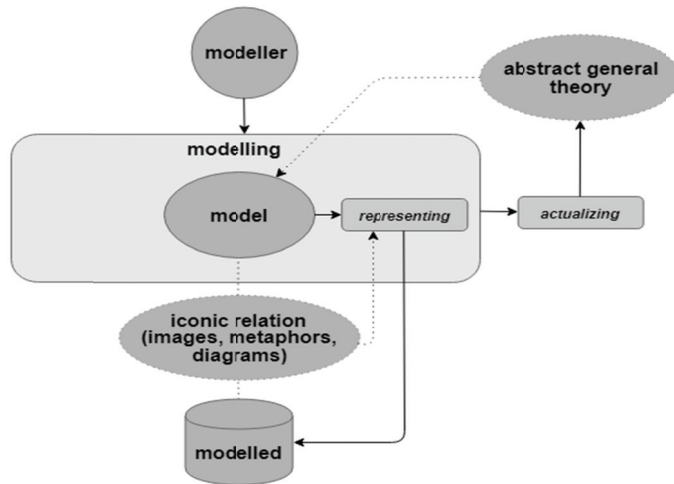 modeller
abstract general
theory
modelling
model
representing
actualizing
iconic relation
(images, metaphors,
diagrams)
modelled